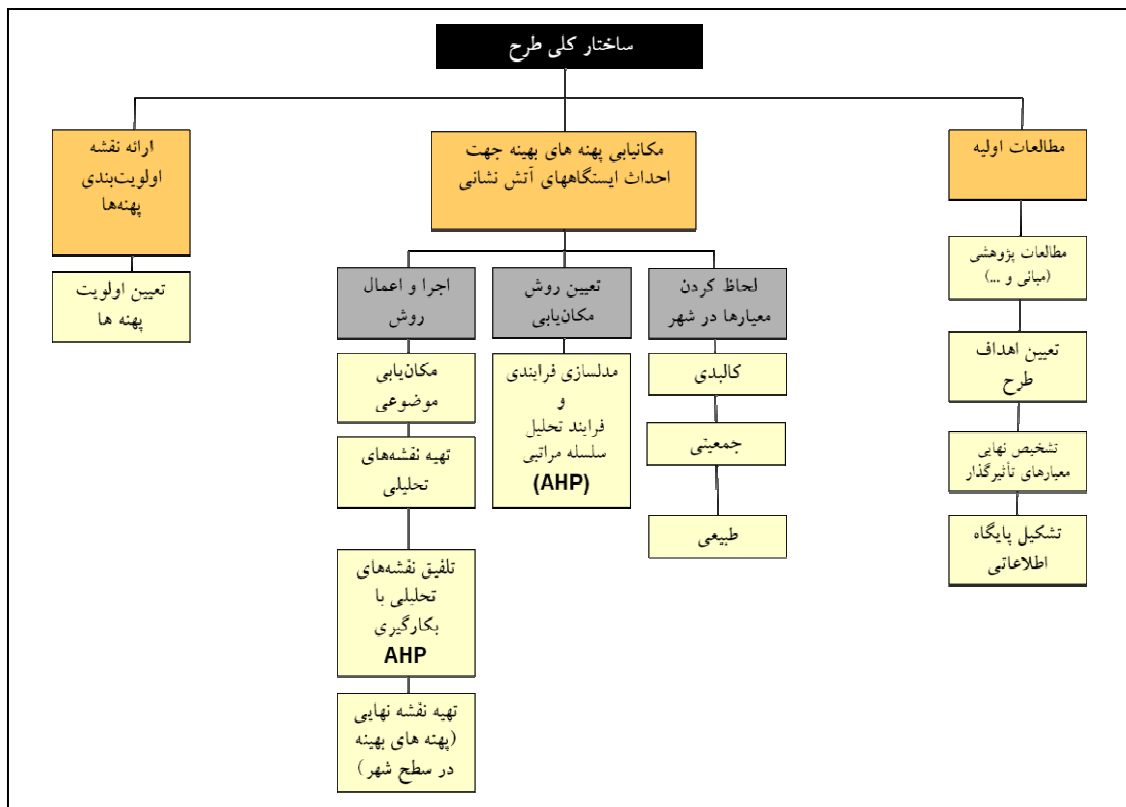 ساختار کلی طرح
مطالعات اولیه
مطالعات پژوهشی
(مبانی و ...)
تعیین اهداف
طرح
تشخیص نهایی
معیارهای تأثیرگذار
تشکیل پایگاه
اطلاعاتی
مکانیابی پهنه های بهینه جهت
احداث ایستگاههای آتش نشانی
لحاظ کردن
معیارها در شهر
کالبدی
جمعیتی
طبیعی
تعیین روش
مکان‌یابی
مدلسازی فرایندی
و
فرایند تحلیل
سلسله مراتبی
(AHP)
اجرا و اعمال
روش
مکان‌یابی
موضوعی
تهیه نقشه‌های
تحلیلی
تلفیق نقشه‌های
تحلیلی با
بکارگیری
AHP
تهیه نقشه نهایی
(پهنه های بهینه
در سطح شهر)
ارائه نقشه
اولویت‌بندی
پهنه‌ها
تعیین اولویت
پهنه ها